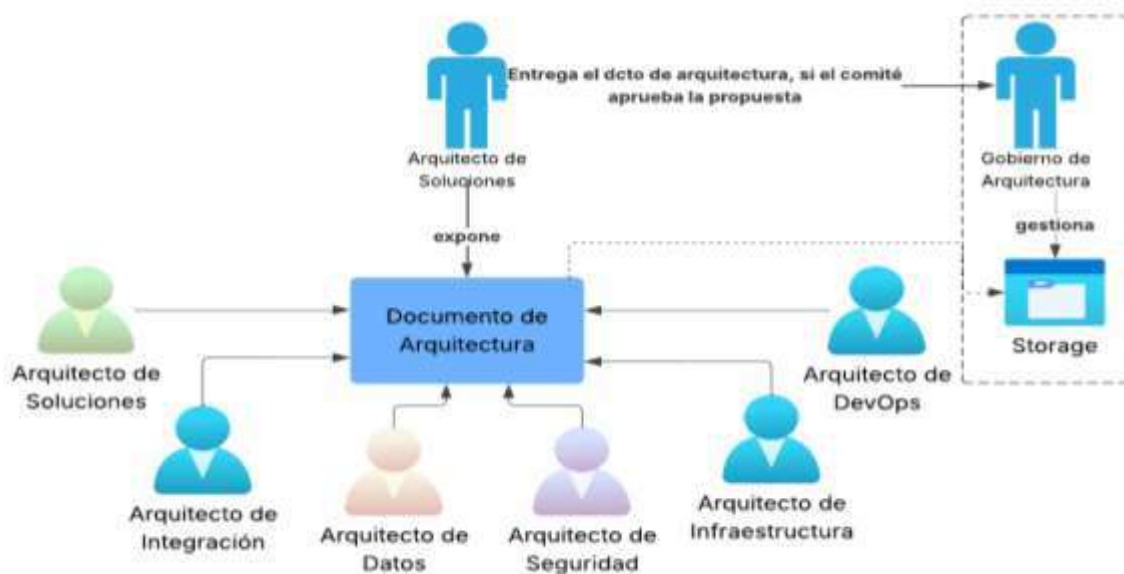 Entrega el dcto de arquitectura, si el comité
aprueba la propuesta
Arquitecto de
Soluciones
Gobierno de
Arquitectura
expone
gestiona
Documento de
Arquitectura
Storage
Arquitecto de
Soluciones
Arquitecto de
DevOps
Arquitecto de
Integración
Arquitecto de
Datos
Arquitecto de
Seguridad
Arquitecto de
Infraestructura